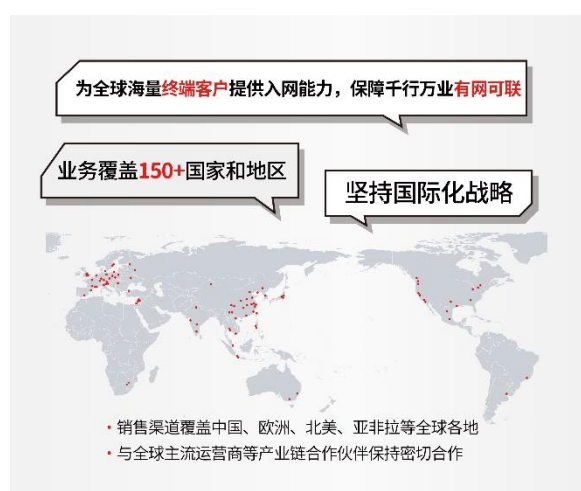 为全球海量终端客户提供入网能力，保障千行万业有网可联
业务覆盖150+国家和地区
坚持国际化战略
·销售渠道覆盖中国、欧洲、北美、亚非拉等全球各地
·与全球主流运营商等产业链合作伙伴保持密切合作